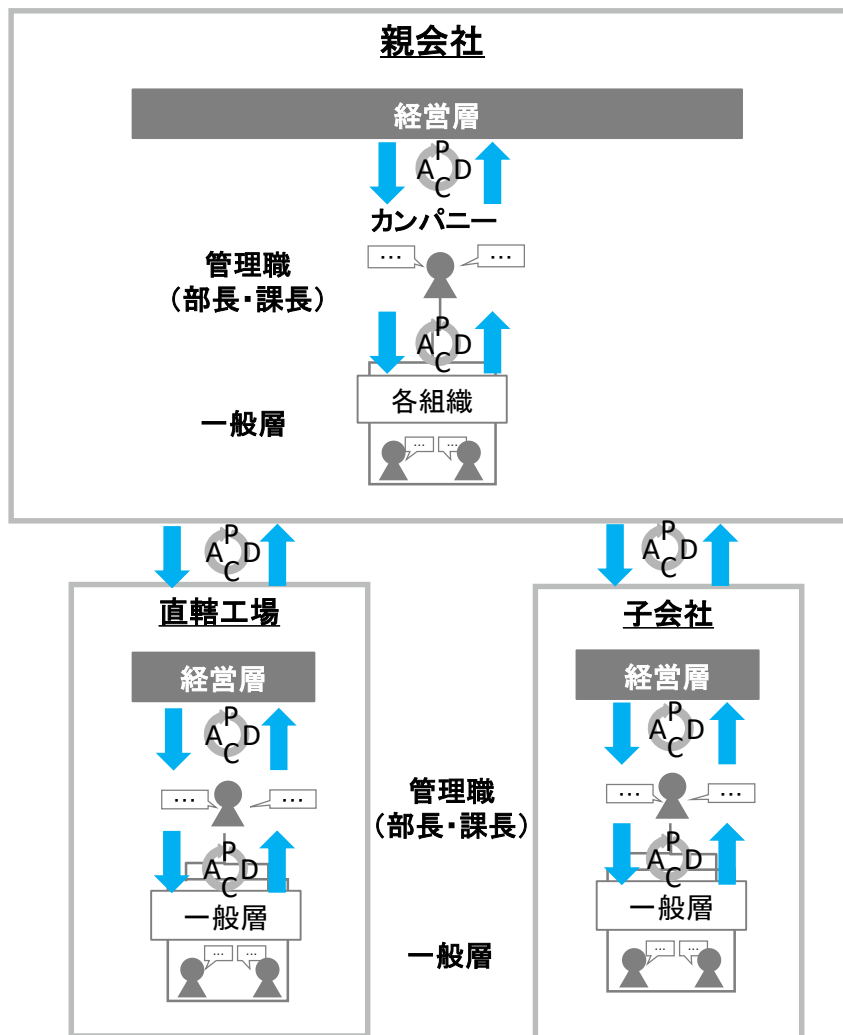 親会社
経営層
P
A D
C
カンパニー
… …
管理職
（部長・課長）
P
A D
C
各組織
一般層
… …
P
A D
C
P
A D
C
直轄工場
経営層
P
A D
C
… …
P
A D
C
一般層
… …
管理職
（部長・課長）
一般層
子会社
経営層
P
A D
C
… …
P
A D
C
一般層
… …